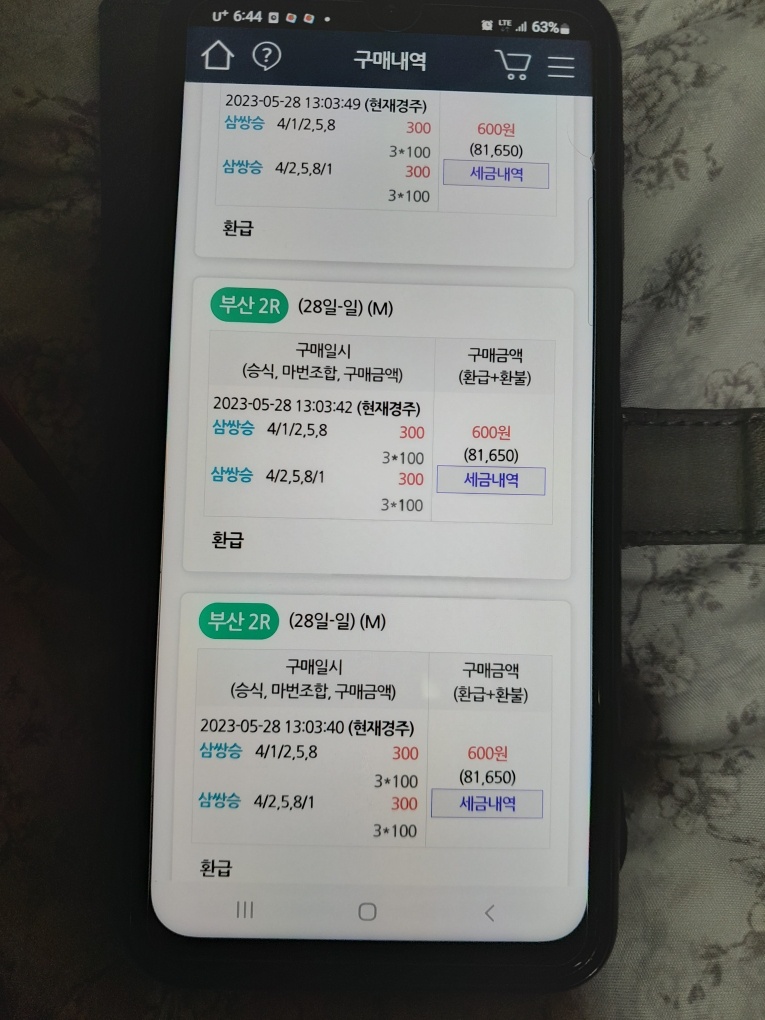 U+ 6:44
LTE 63%
구매내역
2023-05-28 13:03:49 (현재경주)
삼쌍승 4/1/2,5,8 300 600원
3*100 (81,650)
삼쌍승 4/2,5,8/1 300 세금내역
3*100
환급
부산 2R (28일-일) (M)
구매일시 구매금액
(승식, 마번조합, 구매금액) (환급+환불)
2023-05-28 13:03:42 (현재경주)
삼쌍승 4/1/2,5,8 300 600원
3*100 (81,650)
삼쌍승 4/2,5,8/1 300 세금내역
3*100
환급
부산 2R (28일-일) (M)
구매일시 구매금액
(승식, 마번조합, 구매금액) (환급+환불)
2023-05-28 13:03:40 (현재경주)
삼쌍승 4/1/2,5,8 300 600원
3*100 (81,650)
삼쌍승 4/2,5,8/1 300 세금내역
3*100
환급